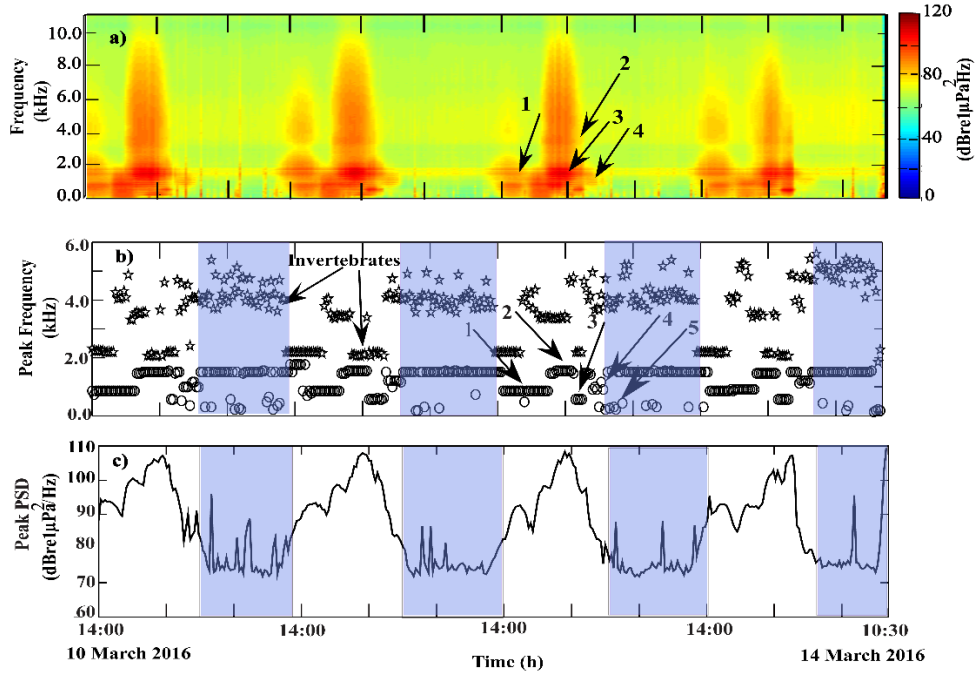 a)
10.0
8.0
6.0
4.0
2.0
0.0
Frequency
(kHz)
1
2
3
4
120
80
40
0
(dBre1µPa²Hz)
b)
6.0
4.0
2.0
0.0
Peak Frequency
(kHz)
Invertebrates
1
2
3
4
5
c)
110
100
90
80
70
60
Peak PSD
(dBre1µPa²/Hz)
14:00
14:00
14:00
14:00
10:30
10 March 2016
Time (h)
14 March 2016